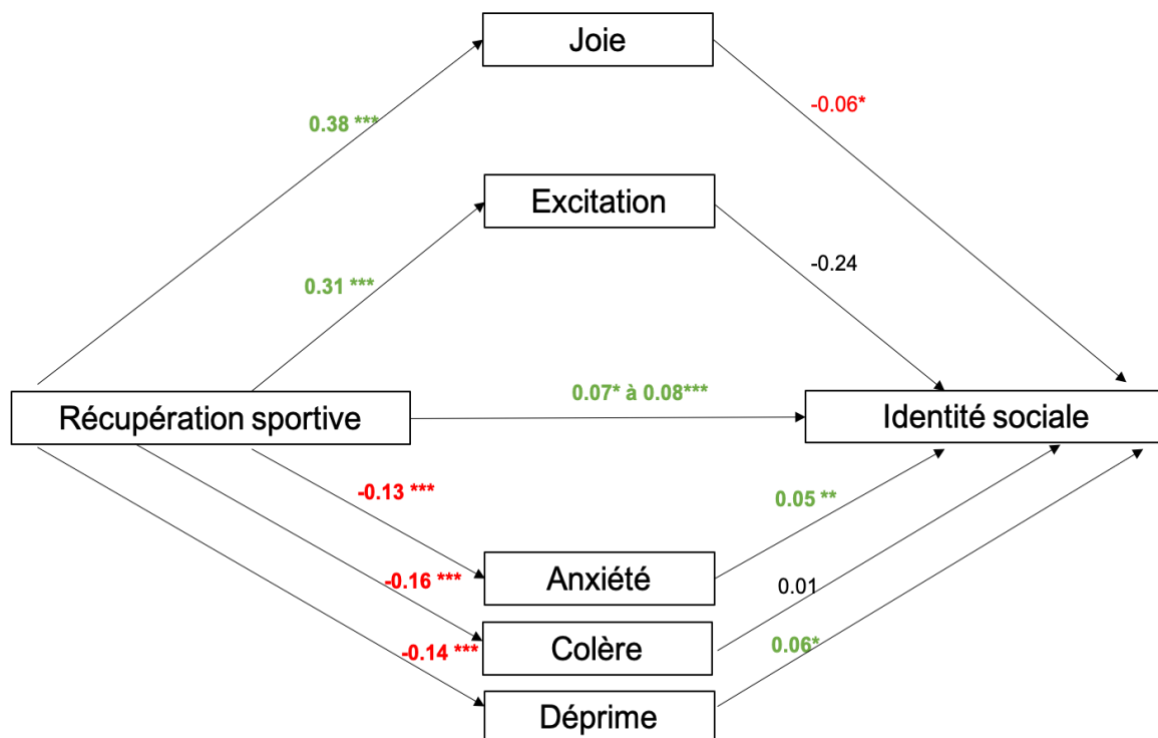 Joie
-0.06*
0.38 ***
Excitation
-0.24
0.31 ***
0.07* à 0.08***
Récupération sportive
Identité sociale
-0.13 ***
0.05 **
-0.16 ***
Anxiété
0.01
-0.14 ***
Colère
0.06*
Déprime